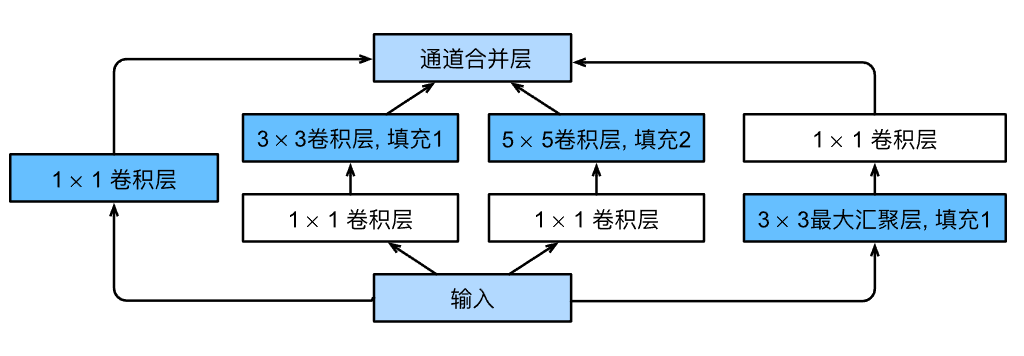 通道合并层
3 × 3卷积层, 填充1
5 × 5卷积层, 填充2
1 × 1 卷积层
1 × 1 卷积层
1 × 1 卷积层
1 × 1 卷积层
3 × 3最大汇聚层, 填充1
输入